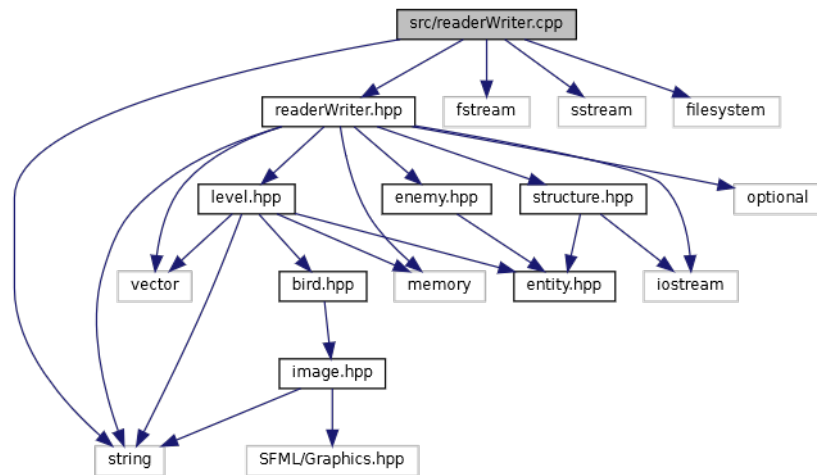 src/readerWriter.cpp
readerWriter.hpp
fstream
sstream
filesystem
level.hpp
enemy.hpp
structure.hpp
optional
vector
bird.hpp
memory
entity.hpp
iostream
image.hpp
string
SFML/Graphics.hpp